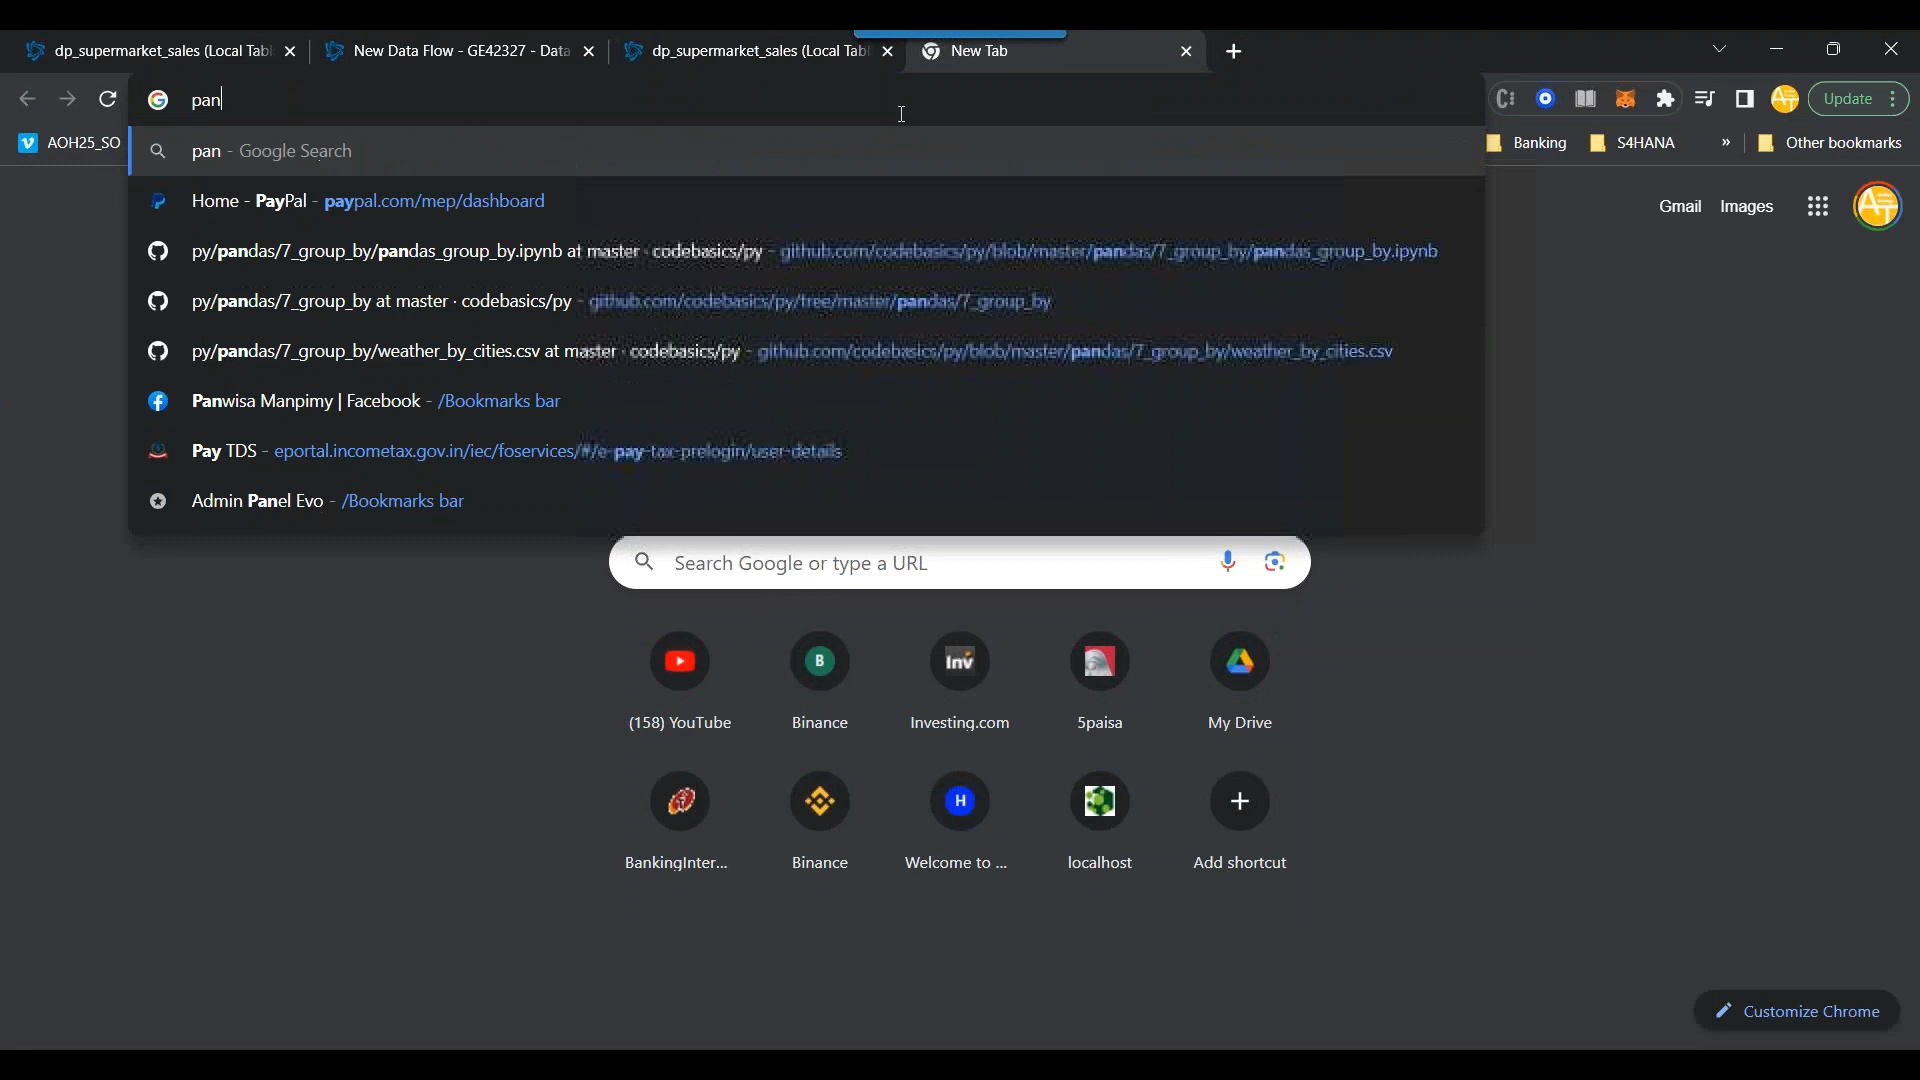 dp_supermarket_sales (Local Tabl
New Data Flow - GE42327 - Data
dp_supermarket_sales (Local Tabl
New Tab
pan
Update
AOH25_SO
Banking
S4HANA
»
Other bookmarks
pan - Google Search
Home - PayPal - paypal.com/mep/dashboard
py/pandas/7_group_by/pandas_group_by.ipynb at master · codebasics/py - github.com/codebasics/py/blob/master/pandas/7_group_by/pandas_group_by.ipynb
py/pandas/7_group_by at master · codebasics/py - github.com/codebasics/py/tree/master/pandas/7_group_by
py/pandas/7_group_by/weather_by_cities.csv at master · codebasics/py - github.com/codebasics/py/blob/master/pandas/7_group_by/weather_by_cities.csv
Panwisa Manpimy | Facebook - /Bookmarks bar
Pay TDS - eportal.incometax.gov.in/iec/foservices/#/e-pay-tax-prelogin/user-details
Admin Panel Evo - /Bookmarks bar
Gmail
Images
Search Google or type a URL
B
Inv
(158) YouTube
Binance
Investing.com
5paisa
My Drive
H
BankingInter...
Binance
Welcome to ...
localhost
Add shortcut
Customize Chrome